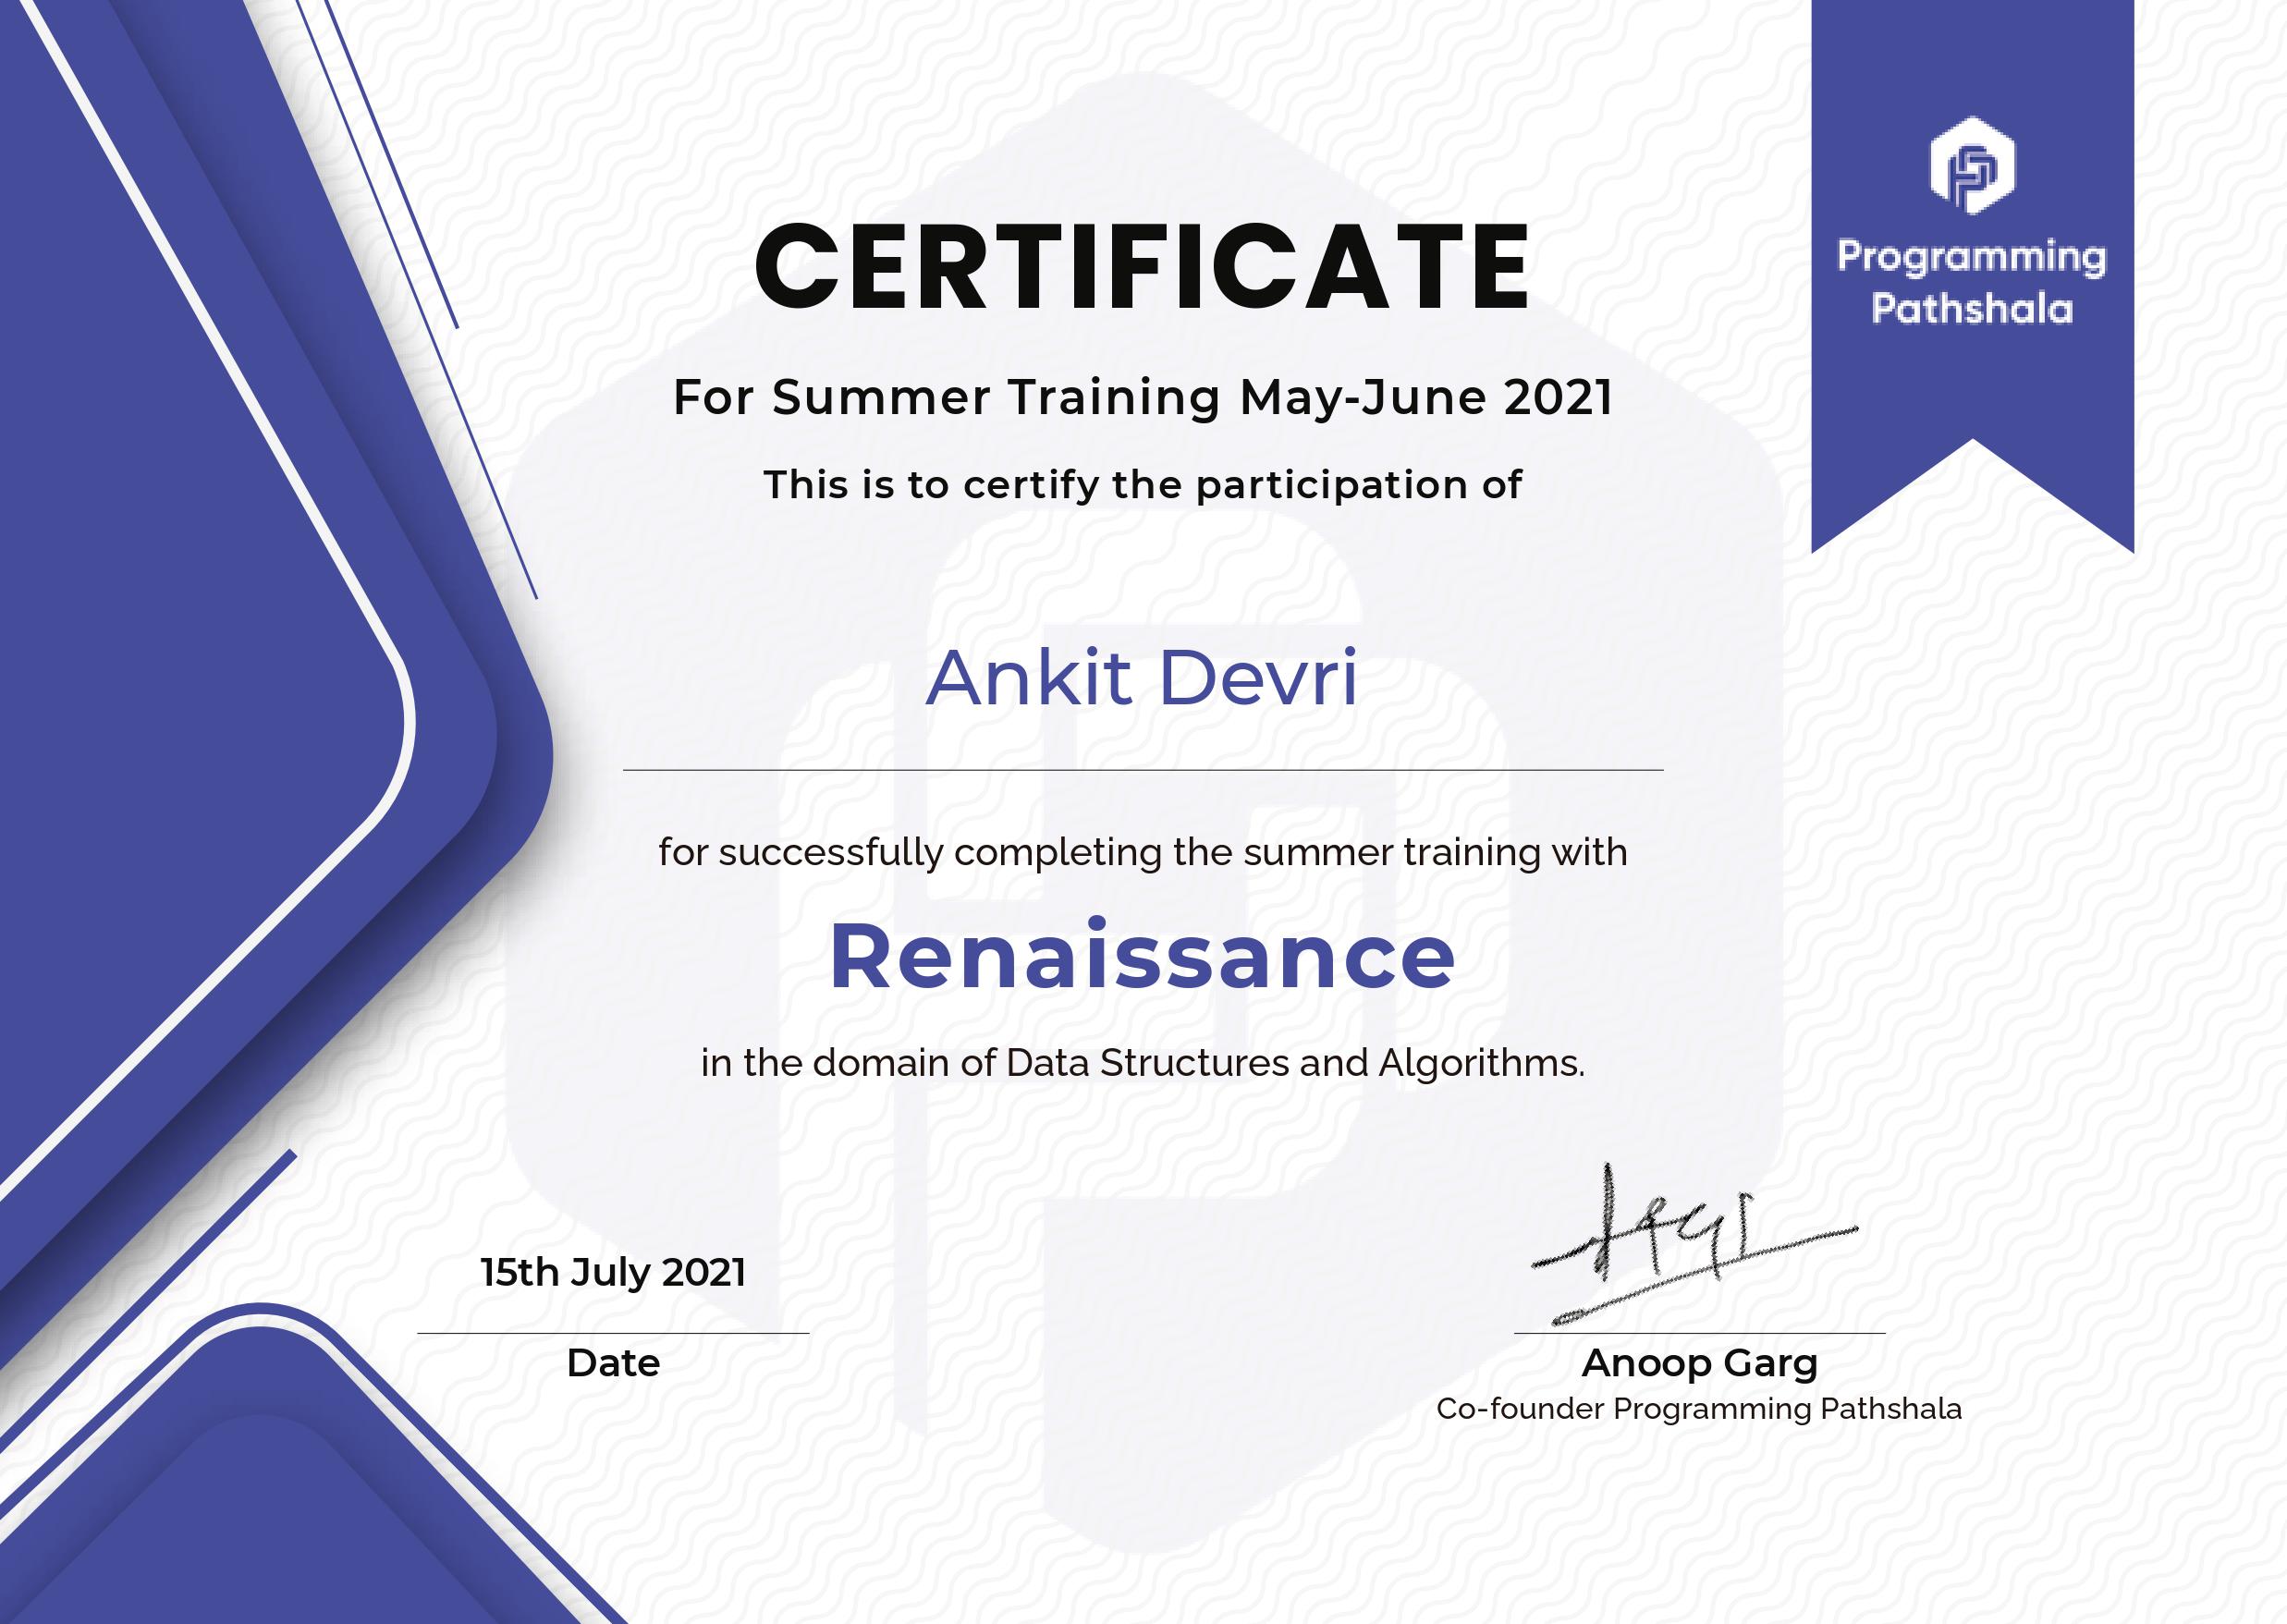 Programming
Pathshala
CERTIFICATE
For Summer Training May-June 2021
This is to certify the participation of
Ankit Devri
for successfully completing the summer training with
Renaissance
in the domain of Data Structures and Algorithms.
15th July 2021
Date
Anoop Garg
Co-founder Programming Pathshala